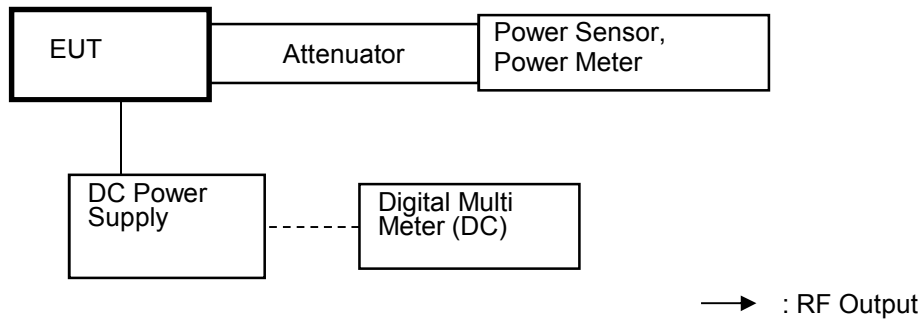 EUT
Attenuator
Power Sensor,
Power Meter
DC Power
Supply
Digital Multi
Meter (DC)
: RF Output